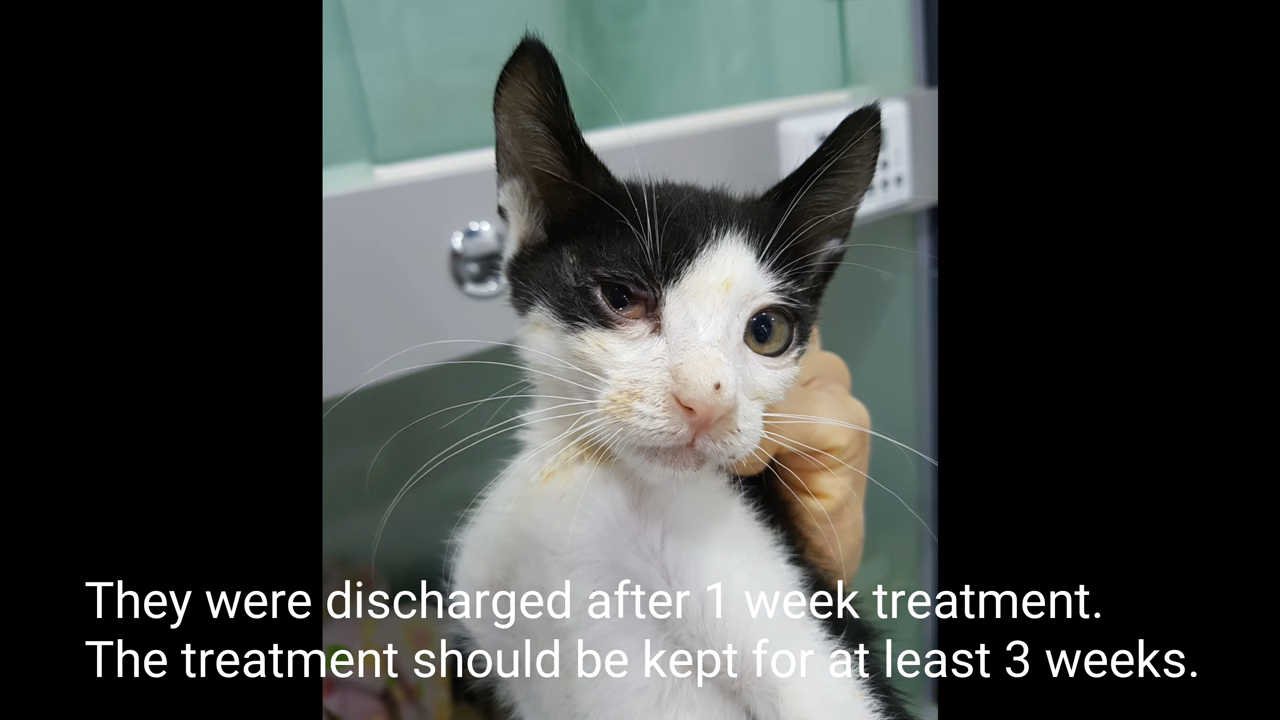 They were discharged after 1 week treatment.
The treatment should be kept for at least 3 weeks.